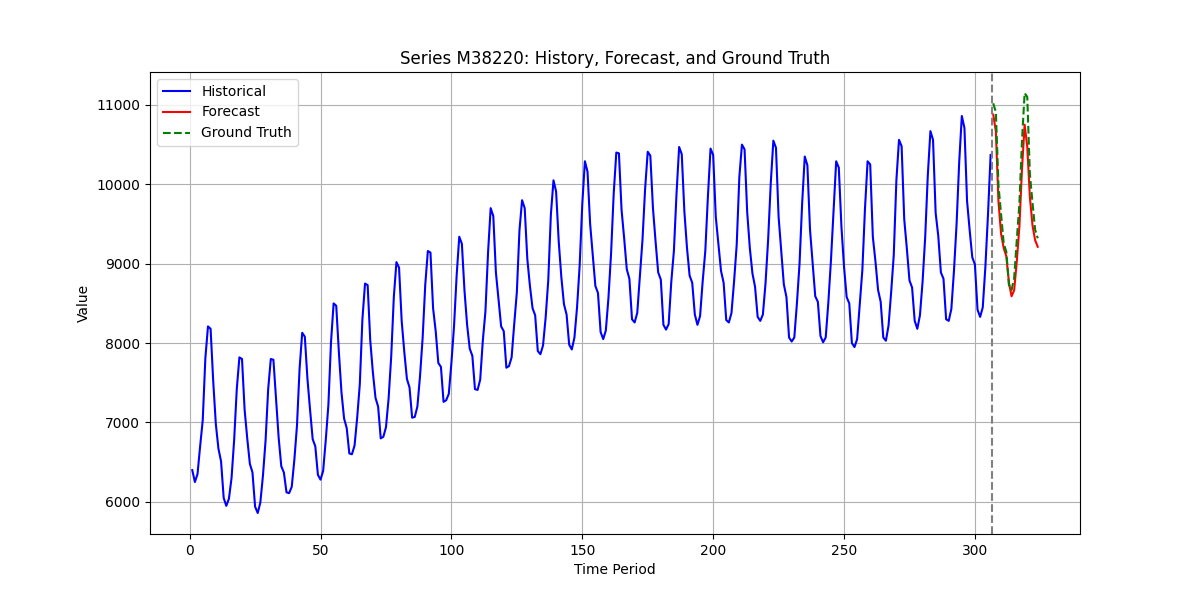 Series M38220: History, Forecast, and Ground Truth
Historical
Forecast
Ground Truth
11000
10000
9000
8000
7000
6000
Value
0 50 100 150 200 250 300
Time Period